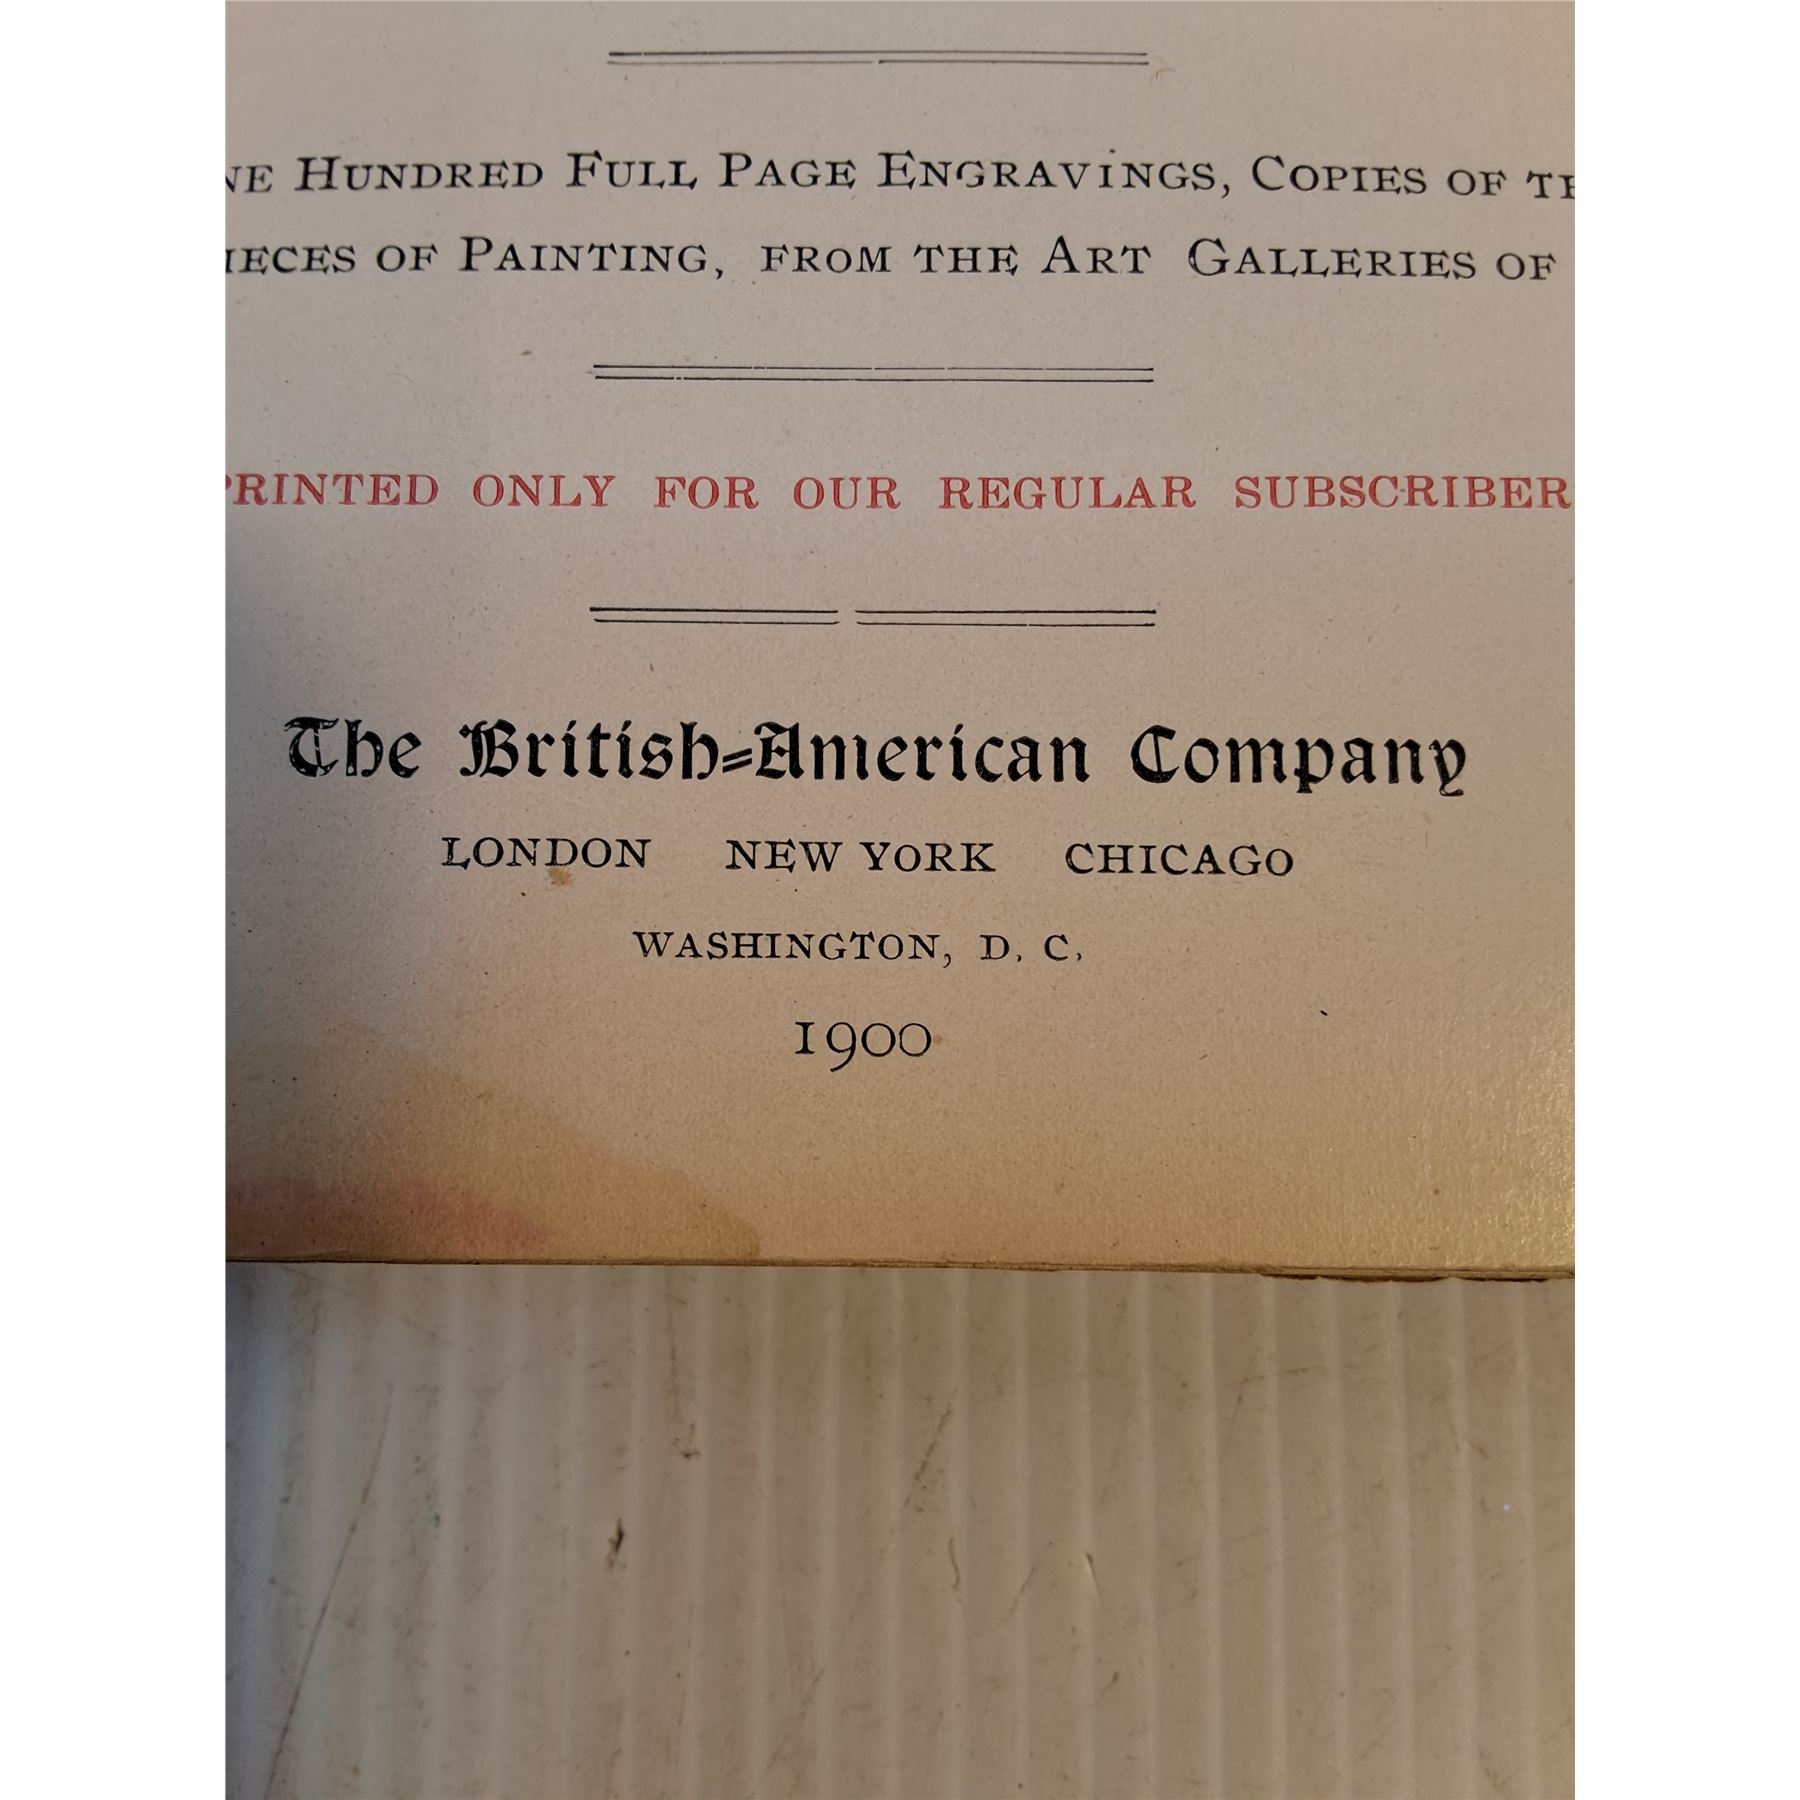 NE HUNDRED FULL PAGE ENGRAVINGS, COPIES OF
IECES OF PAINTING, FROM THE ART GALLERIES OF
PRINTED ONLY FOR OUR REGULAR SUBSCRIBER
The British-American Company
LONDON NEW YORK CHICAGO
WASHINGTON, D. C.
1900